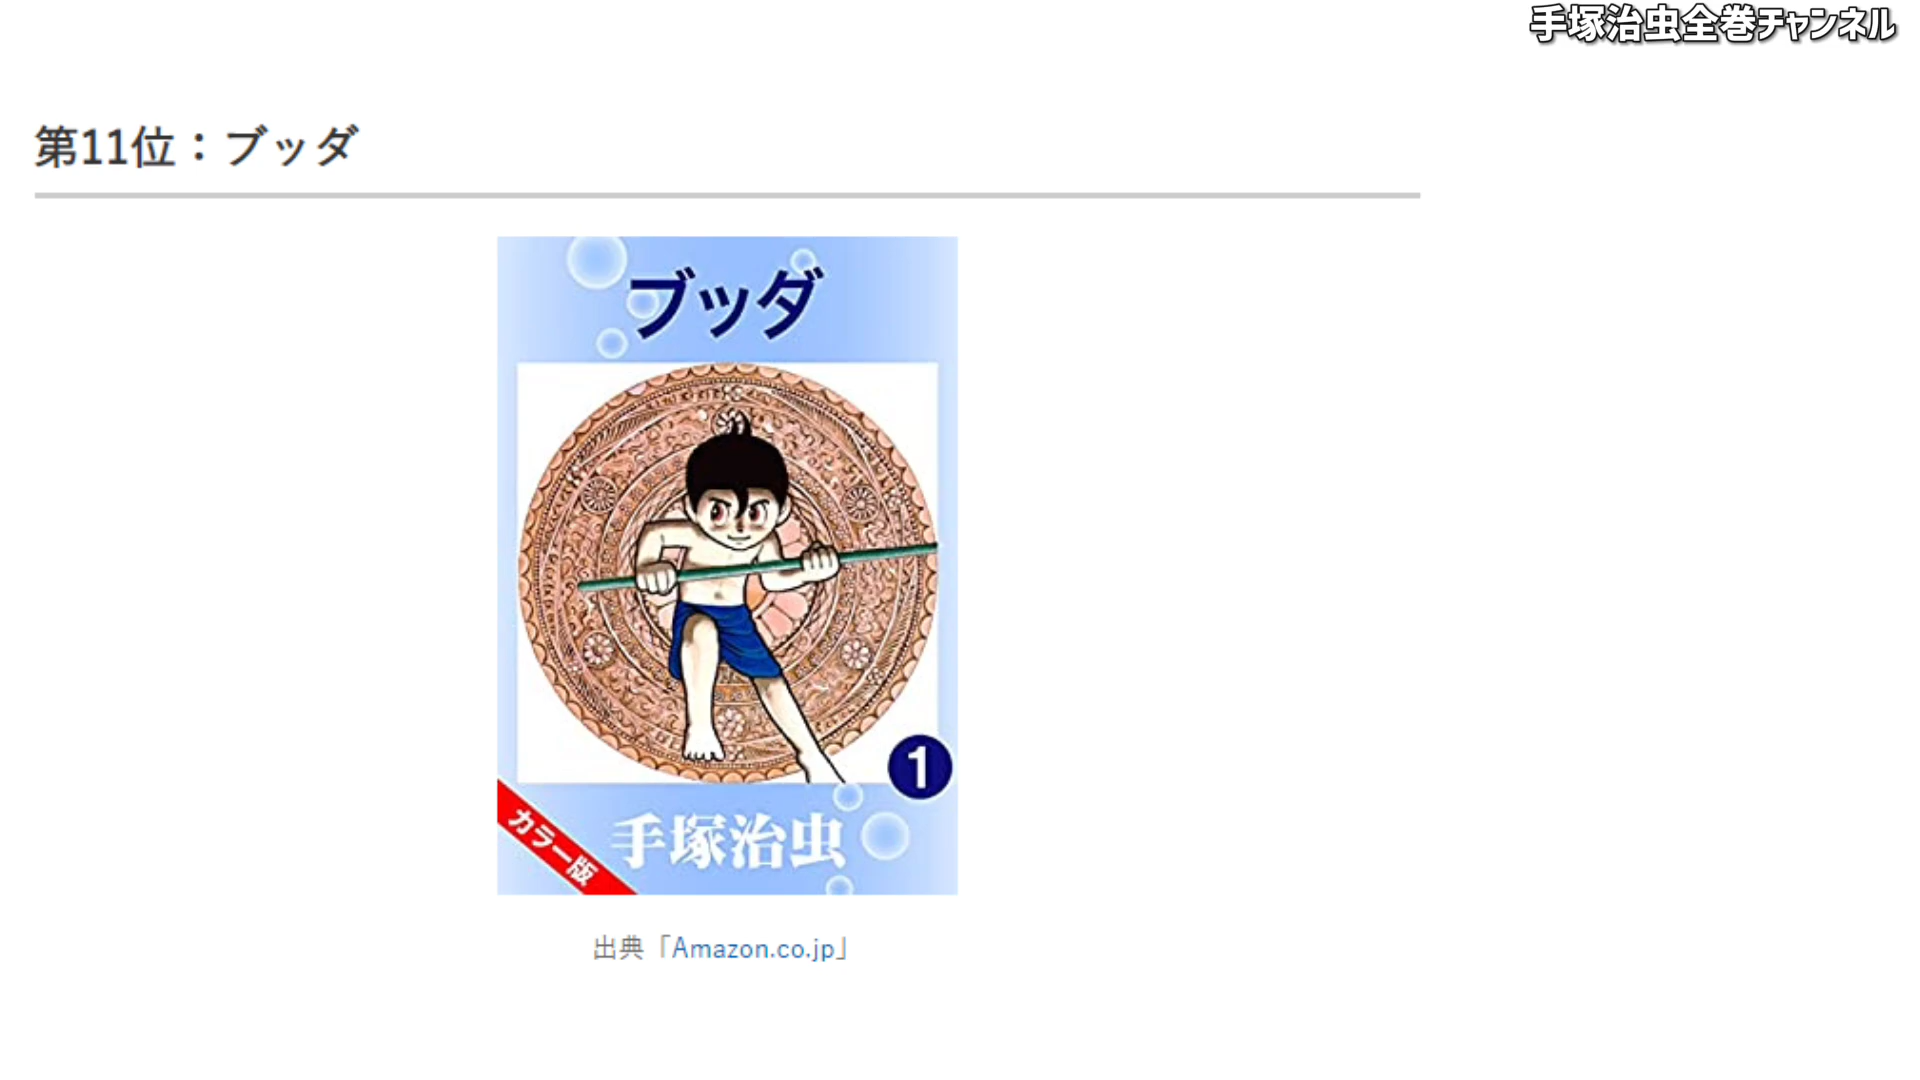 手塚治虫全巻チャンネル
第11位：ブッダ
ブッダ
1
カラー版
手塚治虫
出典「Amazon.co.jp」